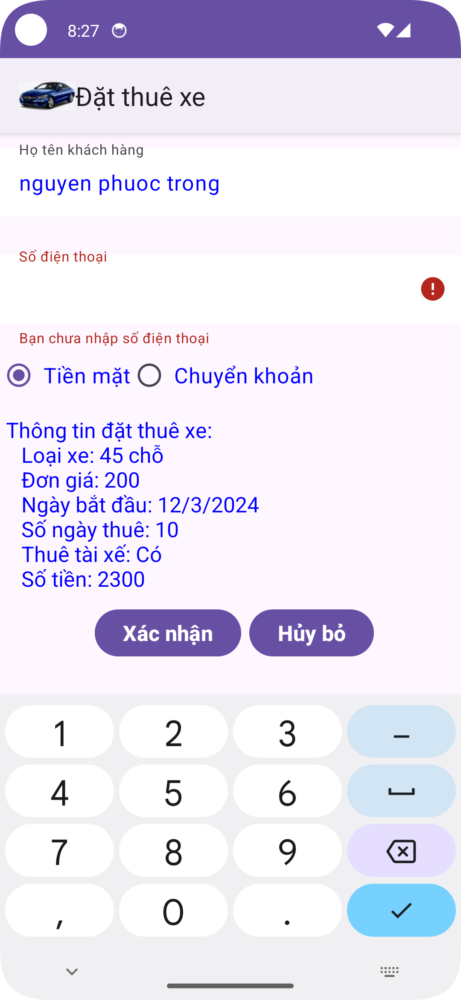 8:27
Đặt thuê xe
Họ tên khách hàng
nguyen phuoc trong
Số điện thoại
Bạn chưa nhập số điện thoại
Tiền mặt Chuyển khoản
Thông tin đặt thuê xe:
Loại xe: 45 chỗ
Đơn giá: 200
Ngày bắt đầu: 12/3/2024
Số ngày thuê: 10
Thuê tài xế: Có
Số tiền: 2300
Xác nhận Hủy bỏ
1 2 3 –
4 5 6
7 8 9
, 0 .